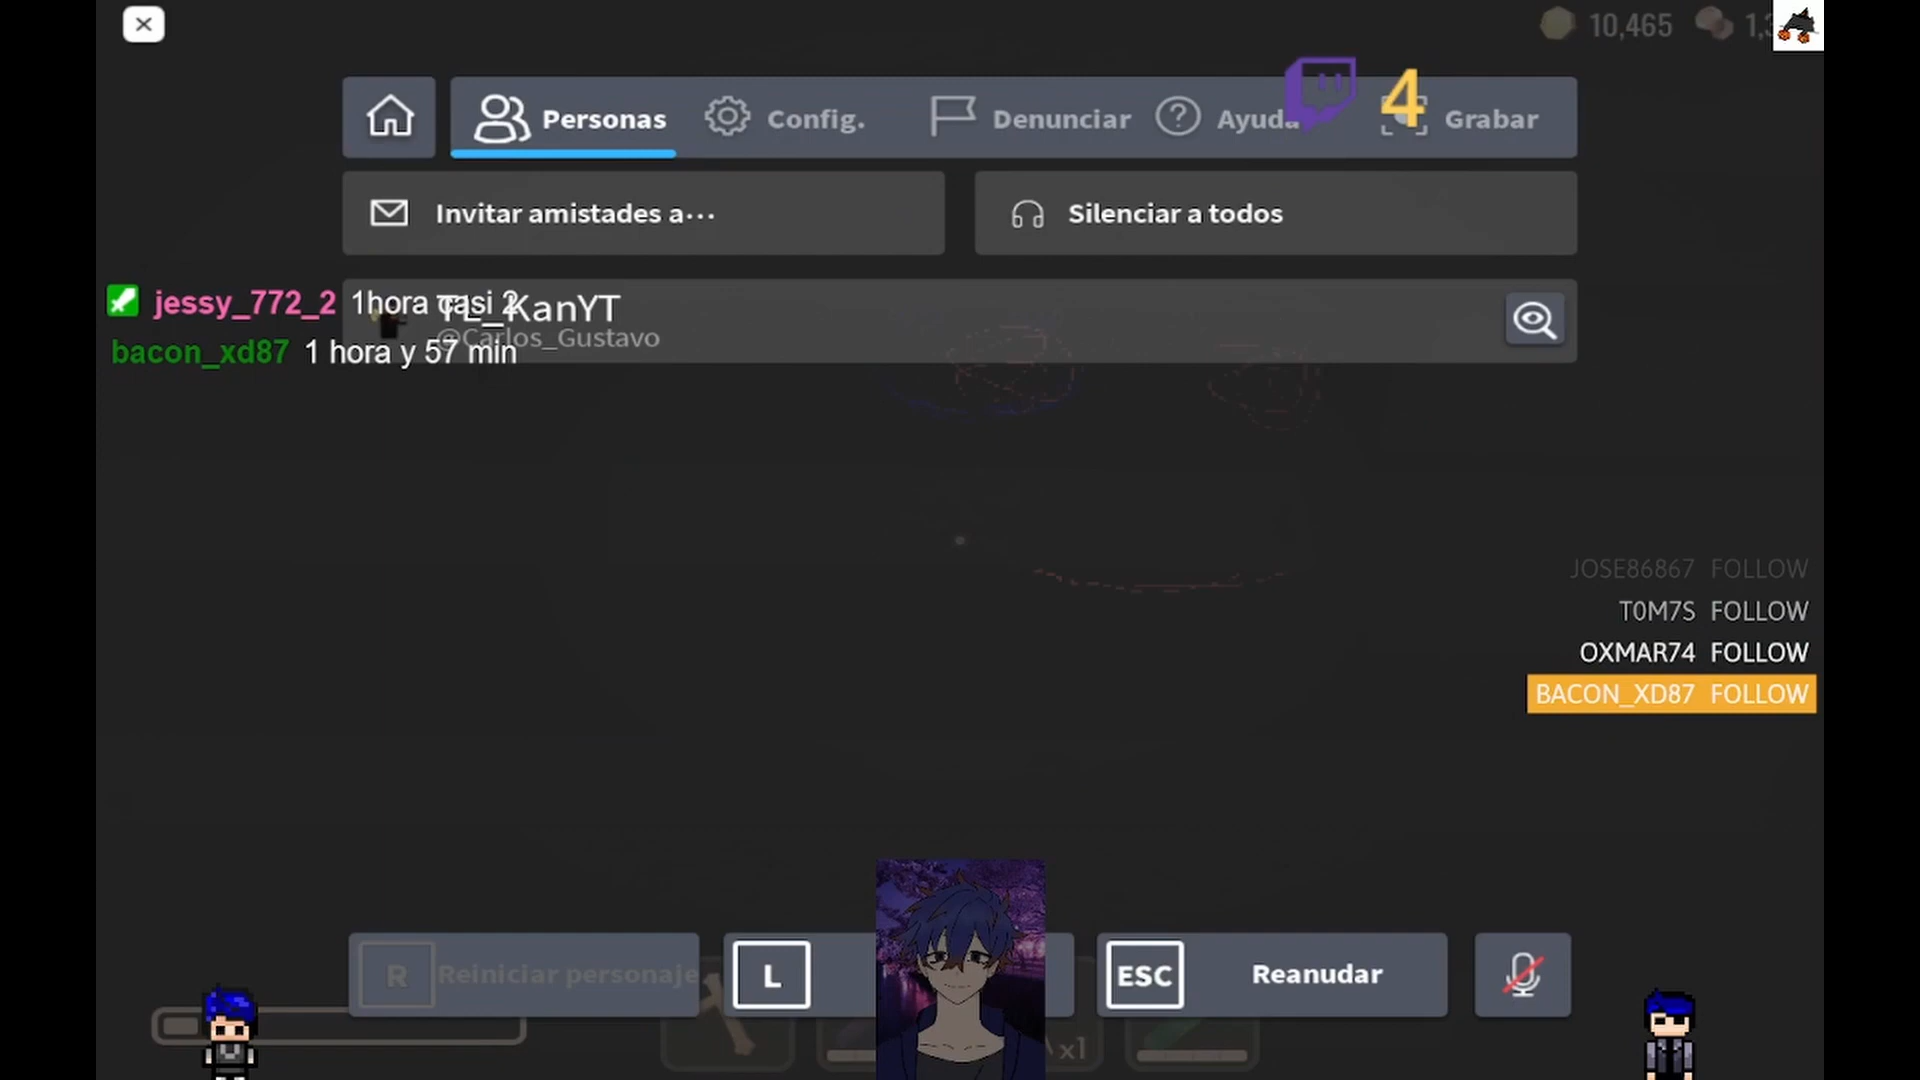 10,465
Personas
Config.
Denunciar
Ayuda
4
Grabar
Invitar amistades a···
Silenciar a todos
jessy_772_2 1hora casi 2
TL_KanYT
@Carlos_Gustavo
bacon_xd87 1 hora y 57 min
JOSE86867 FOLLOW
T0M7S FOLLOW
OXMAR74 FOLLOW
BACON_XD87 FOLLOW
R Reiniciar personaje
L
ESC Reanudar
x1